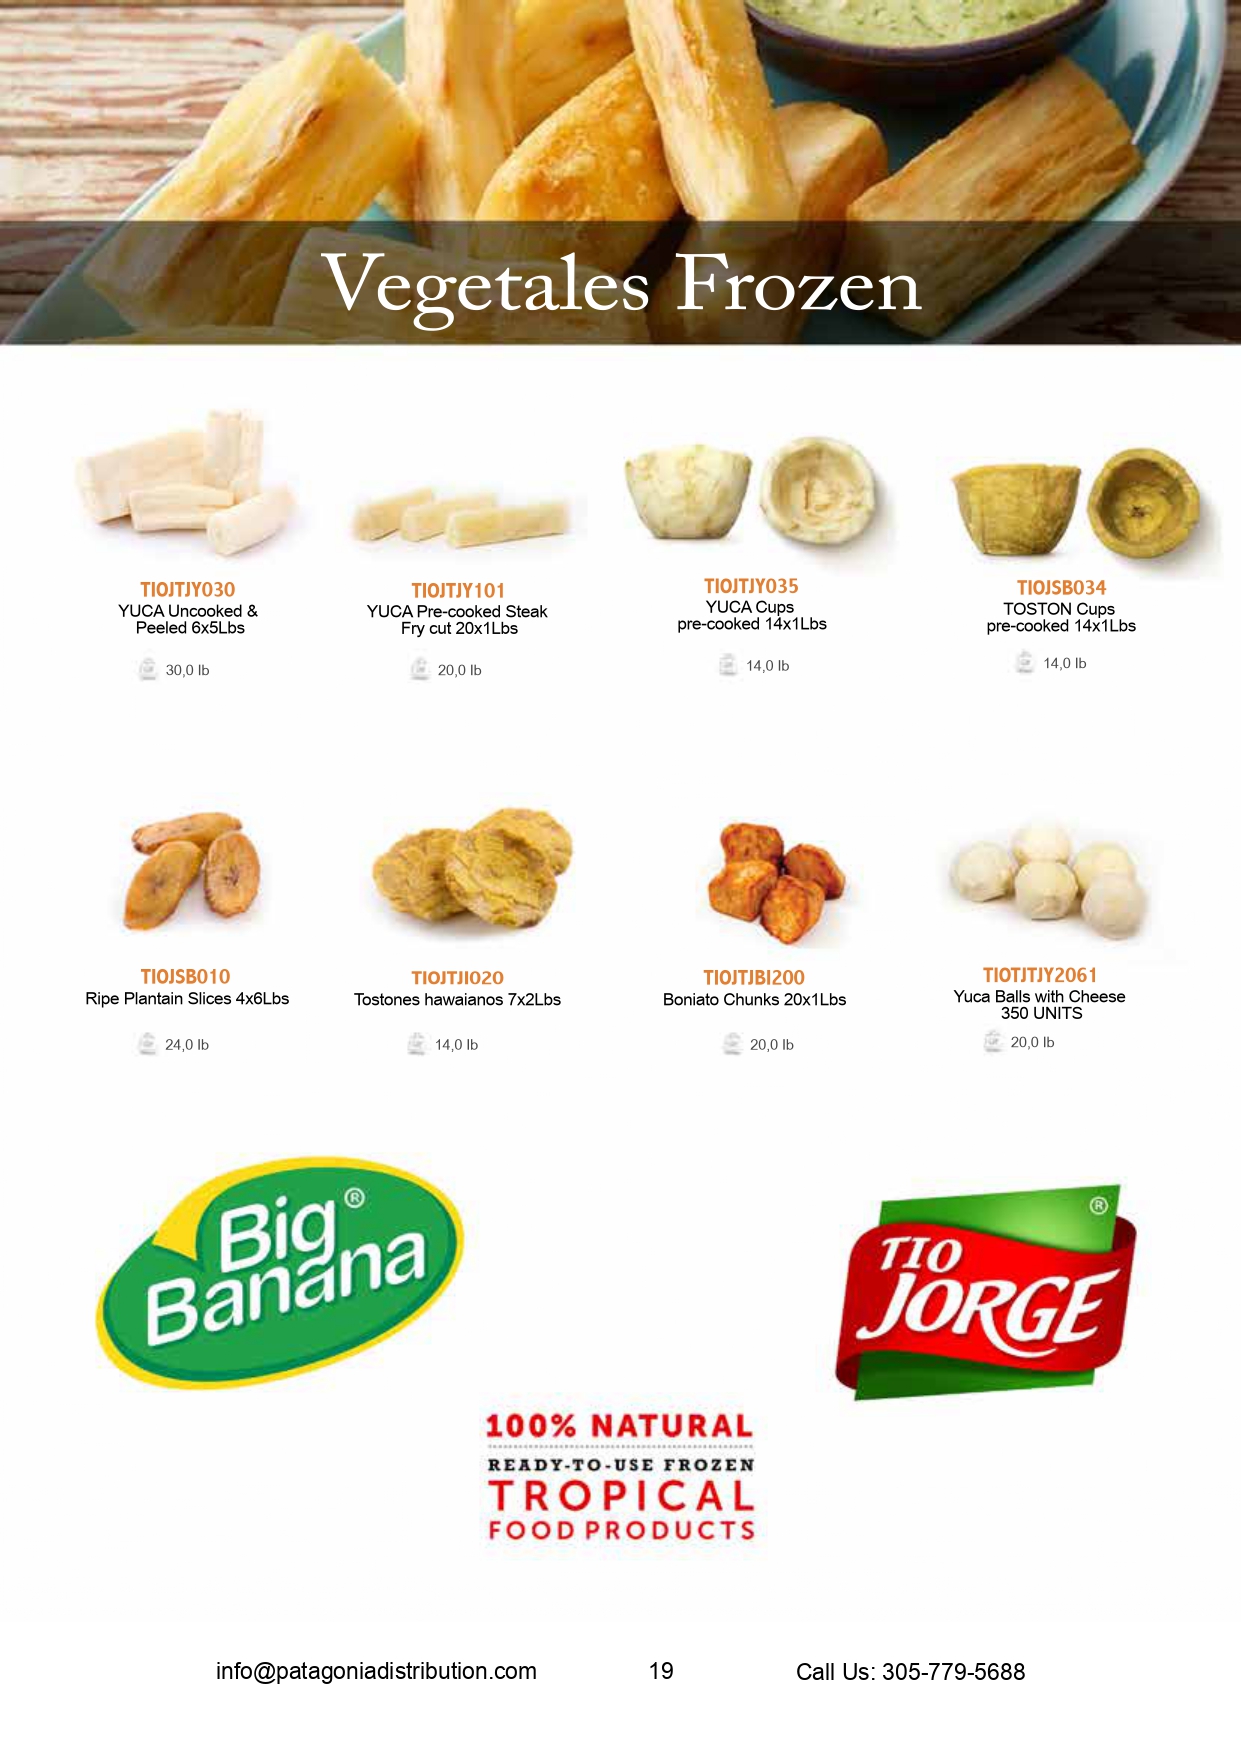 Vegetales Frozen
TIOJTJY030
YUCA Uncooked &
Peeled 6x5Lbs
30,0 lb
TIOJTJY101
YUCA Pre-cooked Steak
Fry cut 20x1Lbs
20,0 lb
TIOJTJY035
YUCA Cups
pre-cooked 14x1Lbs
14,0 lb
TIOJSB034
TOSTON Cups
pre-cooked 14x1Lbs
14,0 lb
TIOJSB010
Ripe Plantain Slices 4x6Lbs
24,0 lb
TIOJTJI020
Tostones hawaianos 7x2Lbs
14,0 lb
TIOJTJBI200
Boniato Chunks 20x1Lbs
20,0 lb
TIOTJTJY2061
Yuca Balls with Cheese
350 UNITS
20,0 lb
Big®
Banana
TIO
JORGE
®
100% NATURAL
READY-TO-USE FROZEN
TROPICAL
FOOD PRODUCTS
info@patagoniadistribution.com
19
Call Us: 305-779-5688